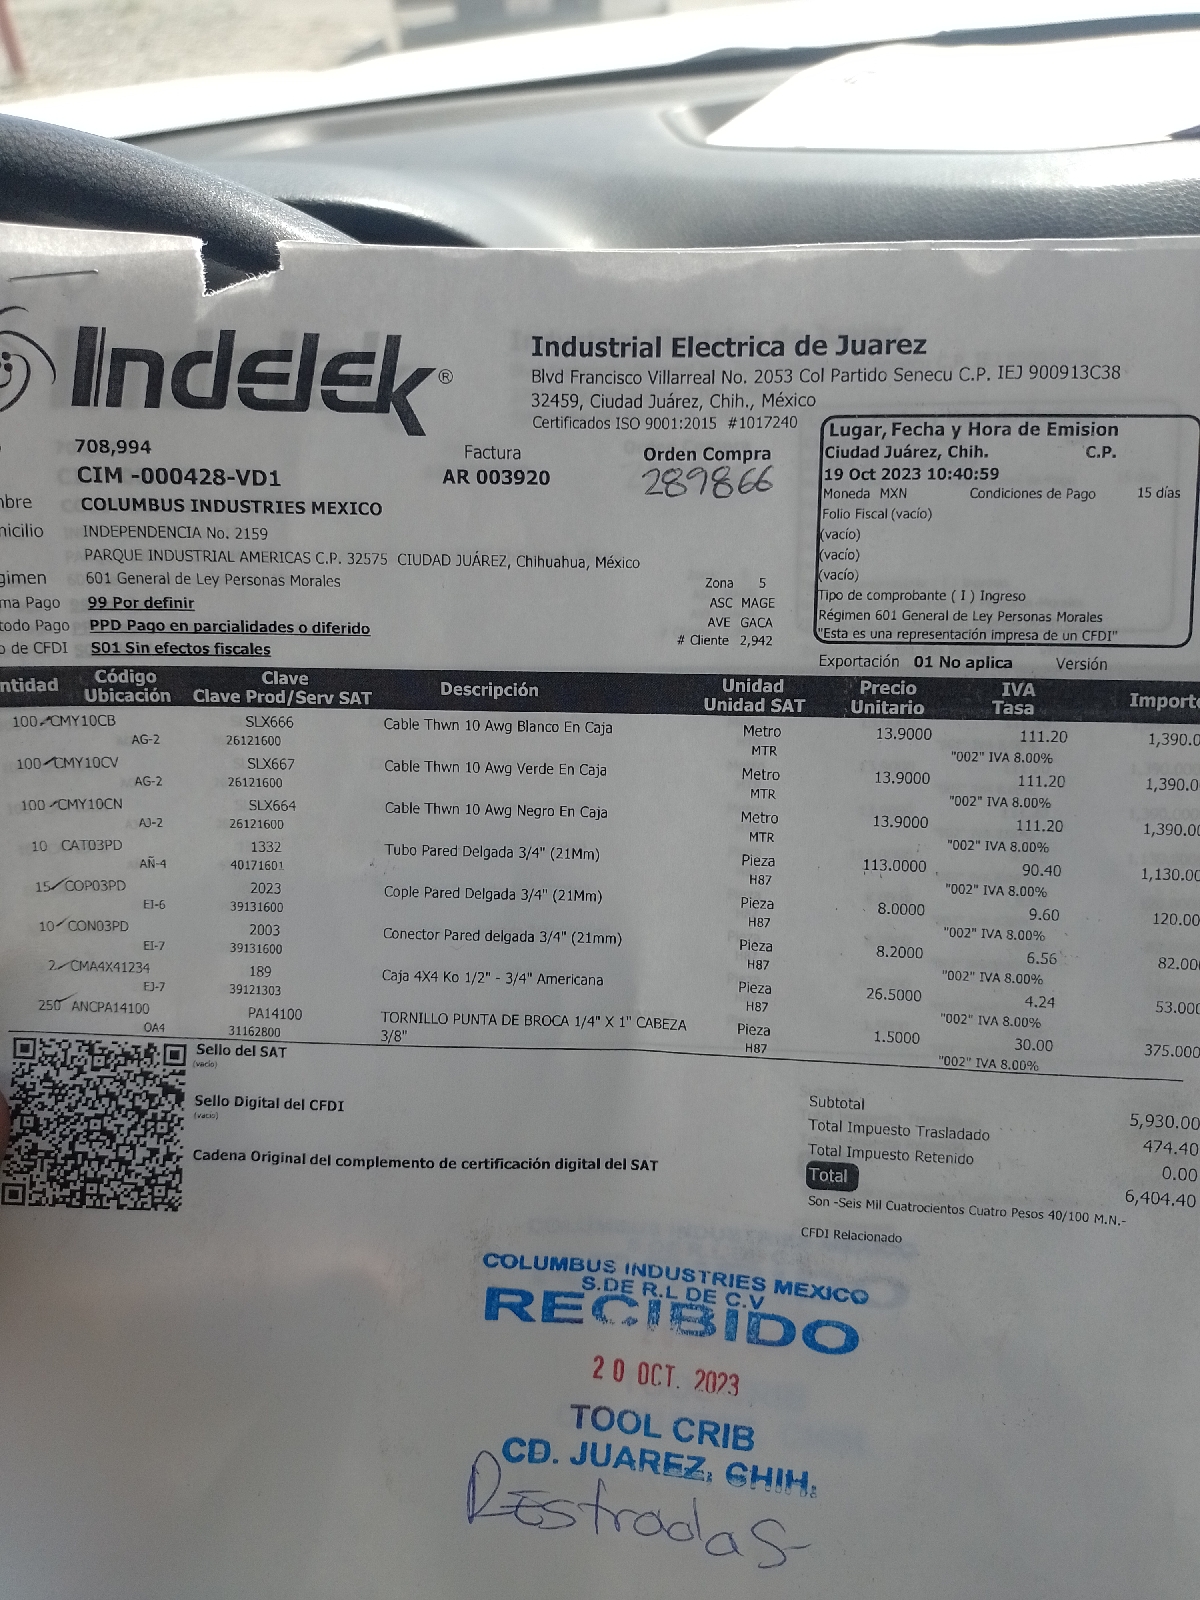 Indelek®
Industrial Electrica de Juarez
Blvd Francisco Villarreal No. 2053 Col Partido Senecu C.P. IEJ 900913C38
32459, Ciudad Juárez, Chih., México
Certificados ISO 9001:2015 #1017240
708,994
CIM -000428-VD1
Factura
AR 003920
Orden Compra
289866
Lugar, Fecha y Hora de Emision
Ciudad Juárez, Chih. C.P.
19 Oct 2023 10:40:59
Moneda MXN Condiciones de Pago 15 días
Folio Fiscal (vacío)
(vacío)
(vacío)
(vacío)
Tipo de comprobante ( I ) Ingreso
Régimen 601 General de Ley Personas Morales
"Esta es una representación impresa de un CFDI"
mbre COLUMBUS INDUSTRIES MEXICO
micilio INDEPENDENCIA No. 2159
PARQUE INDUSTRIAL AMERICAS C.P. 32575 CIUDAD JUÁREZ, Chihuahua, México
gimen 601 General de Ley Personas Morales
ma Pago 99 Por definir
todo Pago PPD Pago en parcialidades o diferido
o de CFDI S01 Sin efectos fiscales
Zona 5
ASC MAGE
AVE GACA
# Cliente 2,942
Exportación 01 No aplica Versión
ntidad Código Ubicación Clave Clave Prod/Serv SAT Descripción Unidad Unidad SAT Precio Unitario IVA Tasa Importe
100 CMY10CB SLX666 Cable Thwn 10 Awg Blanco En Caja Metro 13.9000 111.20 1,390.0
AG-2 26121600 MTR "002" IVA 8.00%
100 CMY10CV SLX667 Cable Thwn 10 Awg Verde En Caja Metro 13.9000 111.20 1,390.0
AG-2 26121600 MTR "002" IVA 8.00%
100 CMY10CN SLX664 Cable Thwn 10 Awg Negro En Caja Metro 13.9000 111.20 1,390.0
AJ-2 26121600 MTR "002" IVA 8.00%
10 CAT03PD 1332 Tubo Pared Delgada 3/4" (21Mm) Pieza 113.0000 90.40 1,130.00
AÑ-4 40171601 H87 "002" IVA 8.00%
15 COP03PD 2023 Cople Pared Delgada 3/4" (21Mm) Pieza 8.0000 9.60 120.00
EJ-6 39131600 H87 "002" IVA 8.00%
10 CON03PD 2003 Conector Pared delgada 3/4" (21mm) Pieza 8.2000 6.56 82.00
EI-7 39131600 H87 "002" IVA 8.00%
2 CMA4X41234 189 Caja 4X4 Ko 1/2" - 3/4" Americana Pieza 26.5000 4.24 53.000
EJ-7 39121303 H87 "002" IVA 8.00%
250 ANCPA14100 PA14100 TORNILLO PUNTA DE BROCA 1/4" X 1" CABEZA 3/8" Pieza 1.5000 30.00 375.000
OA4 31162800 H87 "002" IVA 8.00%
Sello del SAT
(vacío)
Sello Digital del CFDI
(vacío)
Cadena Original del complemento de certificación digital del SAT
Subtotal 5,930.00
Total Impuesto Trasladado 474.40
Total Impuesto Retenido 0.00
Total 6,404.40
Son -Seis Mil Cuatrocientos Cuatro Pesos 40/100 M.N.-
CFDI Relacionado
COLUMBUS INDUSTRIES MEXICO
S.DE R.L DE C.V
RECIBIDO
20 OCT. 2023
TOOL CRIB
CD. JUAREZ, CHIH.